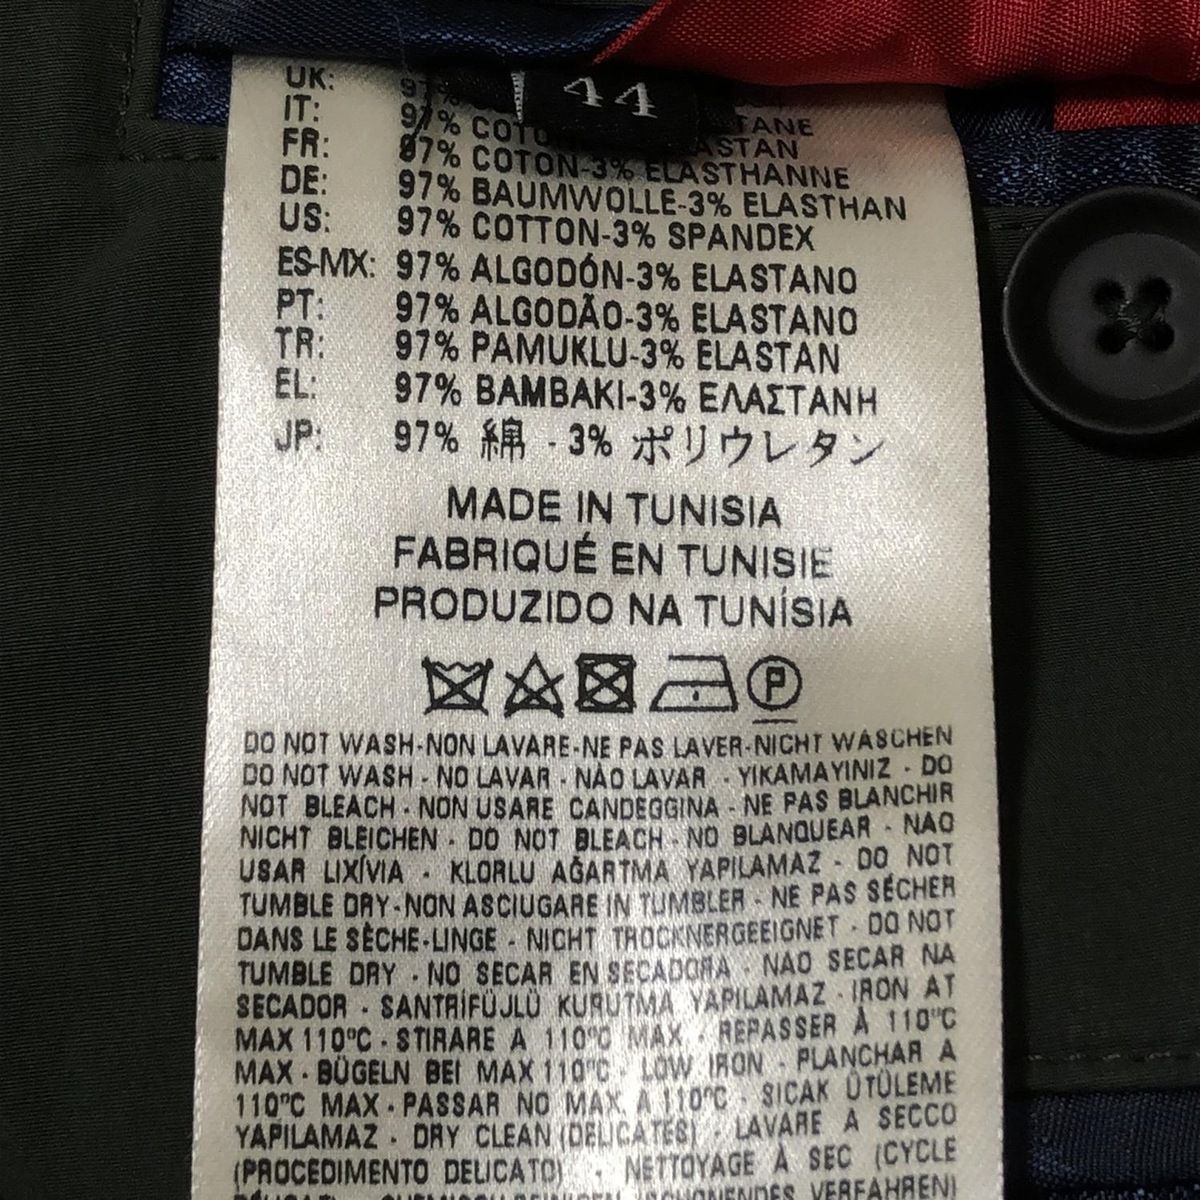 44
UK: 97%
IT: 97% COTO
FR: 97% COTON-3% ELASTHANNE
DE: 97% BAUMWOLLE-3% ELASTHAN
US: 97% COTTON-3% SPANDEX
ES-MX: 97% ALGODÓN-3% ELASTANO
PT: 97% ALGODÃO-3% ELASTANO
TR: 97% PAMUKLU-3% ELASTAN
EL: 97% BAMBAKI-3% ΕΛΑΣΤΑΝΗ
JP: 97% 綿 - 3% ポリウレタン
MADE IN TUNISIA
FABRIQUÉ EN TUNISIE
PRODUZIDO NA TUNÍSIA
P
DO NOT WASH-NON LAVARE-NE PAS LAVER-NICHT WASCHEN
DO NOT WASH - NO LAVAR - NÀO LAVAR - YIKAMAYINIZ - DO
NOT BLEACH - NON USARE CANDEGGINA - NE PAS BLANCHIR
NICHT BLEICHEN - DO NOT BLEACH - NO BLANQUEAR - NAO
USAR LIXÍVIA - KLORLU AĞARTMA YAPILAMAZ - DO NOT
TUMBLE DRY-NON ASCIUGARE IN TUMBLER - NE PAS SÉCHER
DANS LE SÈCHE-LINGE - NICHT TROCKNERGEEIGNET - DO NOT
TUMBLE DRY - NO SECAR EN SECADORA - NAO SECAR NA
SECADOR - SANTRİFÜJLÜ KURUTMA YAPILAMAZ - IRON AT
MAX 110°C - STIRARE A 110°C MAX - REPASSER À 110°C
MAX - BÜGELN BEI MAX 110°C - LOW IRON - PLANCHAR A
110°C MAX - PASSAR NO MAX A 110°C - SICAK ÜTÜLEME
YAPILAMAZ - DRY CLEAN (DELICATES) - LAVARE A SECCO
(PROCEDIMENTO DELICATO) - NETTOYAGE À SEC (CYCLE
(SCHONENDES VERFAHREN)